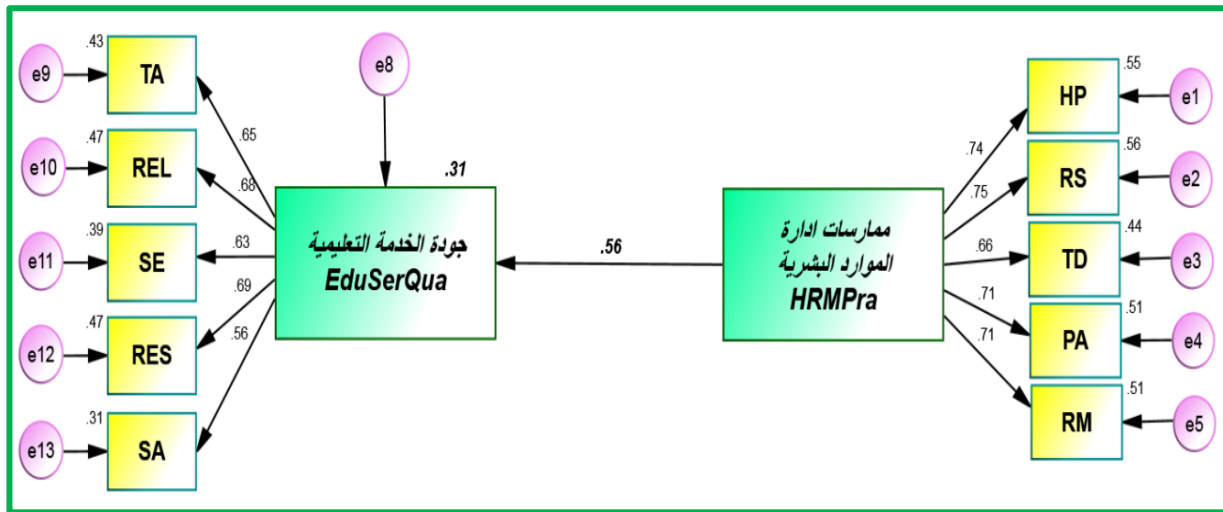 .43
e9
TA
.65
.47
e10
REL
.68
.39
e11
SE
.63
.47
e12
RES
.69
.31
e13
SA
.56
e8
.31
جودة الخدمة التعليمية
EduSerQua
.56
ممارسات ادارة
الموارد البشرية
HRMPra
.74
HP
.55
e1
.75
RS
.56
e2
.66
TD
.44
e3
.71
PA
.51
e4
.71
RM
.51
e5